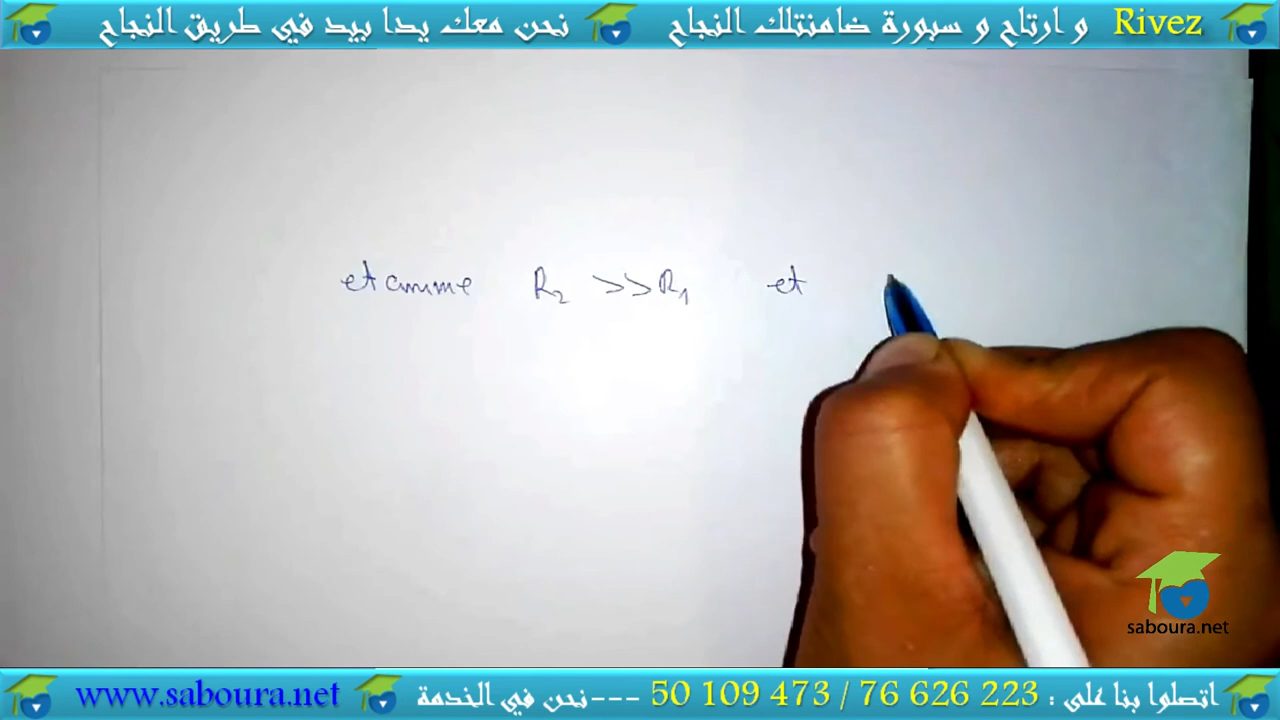 نحن معك يدا بيد في طريق النجاح و ارتاح و سبورة ضامنتلك النجاح Rivez
et comme R₂ >> R₁ et
saboura.net
www.saboura.net نحن في الخدمة--- 50 109 473 / 76 626 223 : اتصلوا بنا على